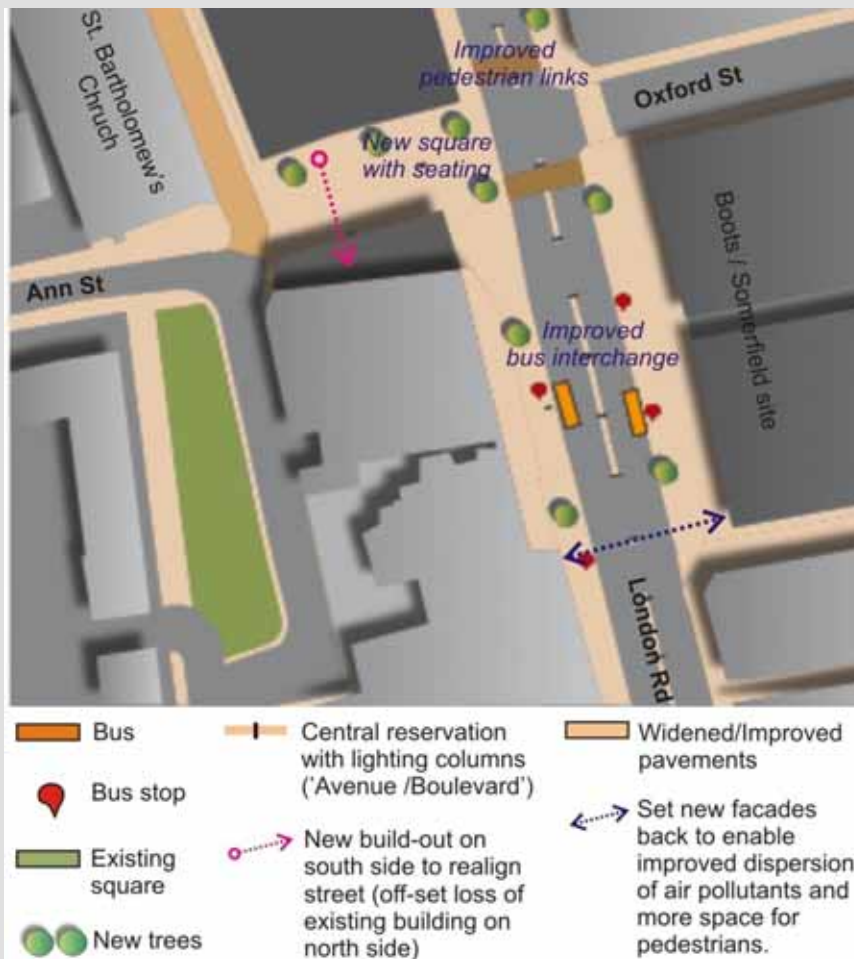 St. Bartholomew's
Chruch
Improved
pedestrian links
Oxford St
New square
with seating
Boots / Somerfield site
Ann St
Improved
bus interchange
London Rd
Bus
Bus stop
Existing
square
New trees
Central reservation
with lighting columns
('Avenue /Boulevard')
New build-out on
south side to realign
street (off-set loss of
existing building on
north side)
Widened/Improved
pavements
Set new facades
back to enable
improved dispersion
of air pollutants and
more space for
pedestrians.